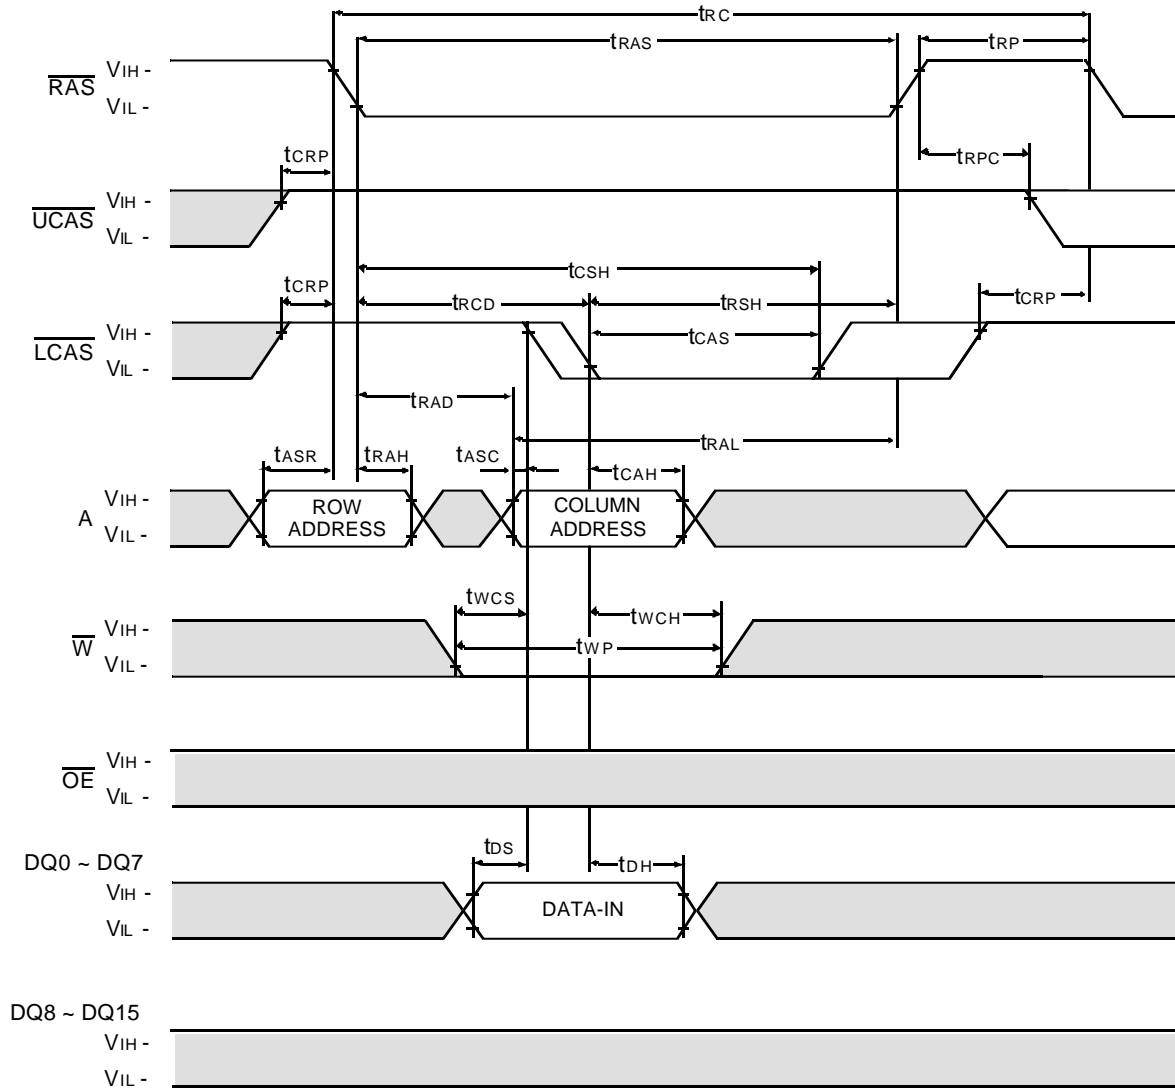 tRC
tRAS
tRP
RAS
VIH -
VIL -
tCRP
tRPC
UCAS
VIH -
VIL -
tCSH
tCRP
tRCD
tRSH
tCRP
LCAS
VIH -
VIL -
tCAS
tRAD
tRAL
tASR
tRAH
tASC
tCAH
A
VIH -
VIL -
ROW
ADDRESS
COLUMN
ADDRESS
tWCS
tWCH
W
VIH -
VIL -
tWP
OE
VIH -
VIL -
tDS
tDH
DQ0 ~ DQ7
VIH -
VIL -
DATA-IN
DQ8 ~ DQ15
VIH -
VIL -